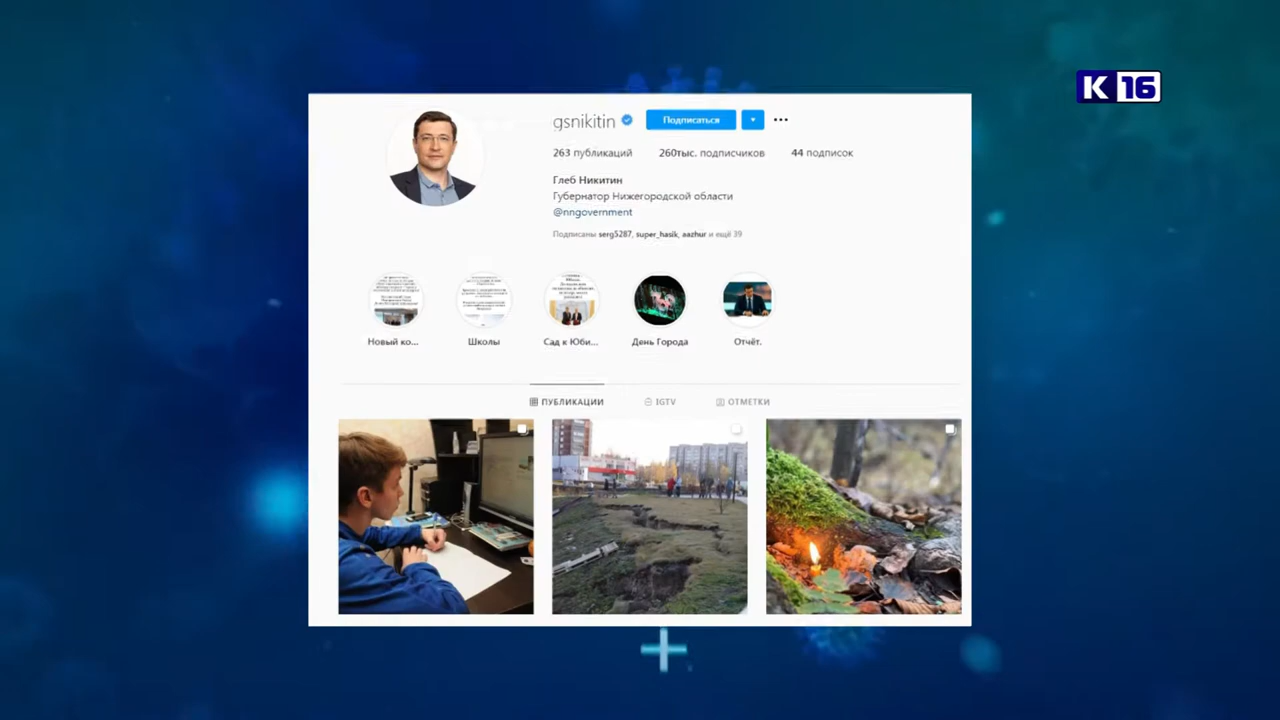 K 16
gsnikitin Подписаться
263 публикаций 260тыс. подписчиков 44 подписок
Глеб Никитин
Губернатор Нижегородской области
@nngovernment
Подписаны serg5287, super_hasik, aazhur и ещё 39
Новый ко... Школы Сад к Юби... День Города Отчёт.
ПУБЛИКАЦИИ IGTV ОТМЕТКИ